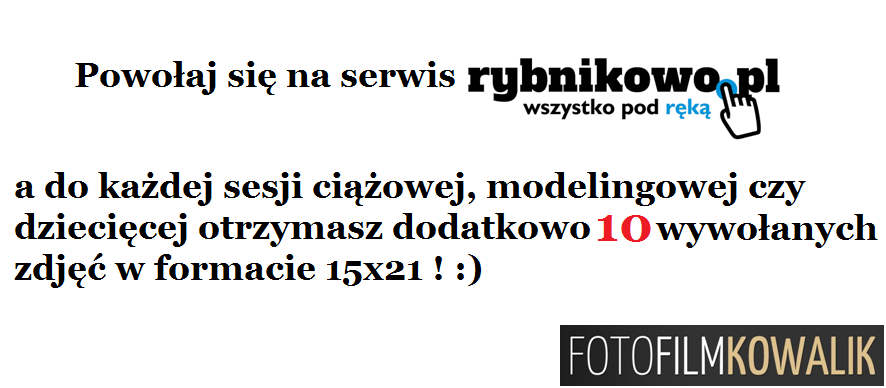 Powołaj się na serwis rybnikowo.pl
wszystko pod ręką
a do każdej sesji ciążowej, modelingowej czy
dziecięcej otrzymasz dodatkowo 10 wywołanych
zdjęć w formacie 15x21 ! :)
FOTOFILMKOWALIK